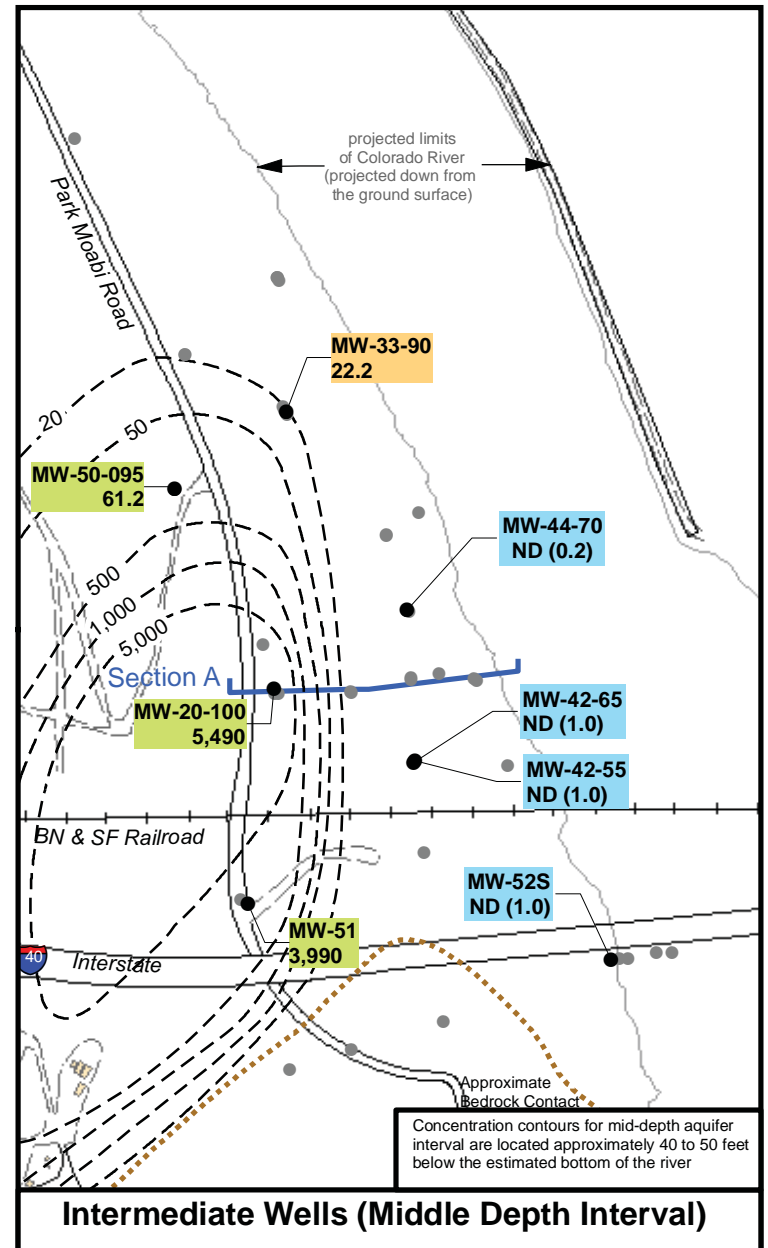 projected limits
of Colorado River
(projected down from
the ground surface)
Park Moabi Road
MW-33-90
22.2
20
50
MW-50-095
61.2
MW-44-70
ND (0.2)
500
1,000
5,000
Section A
MW-20-100
5,490
MW-42-65
ND (1.0)
MW-42-55
ND (1.0)
BN & SF Railroad
MW-52S
ND (1.0)
MW-51
3,990
40
Interstate
Approximate
Bedrock Contact
Concentration contours for mid-depth aquifer
interval are located approximately 40 to 50 feet
below the estimated bottom of the river
Intermediate Wells (Middle Depth Interval)